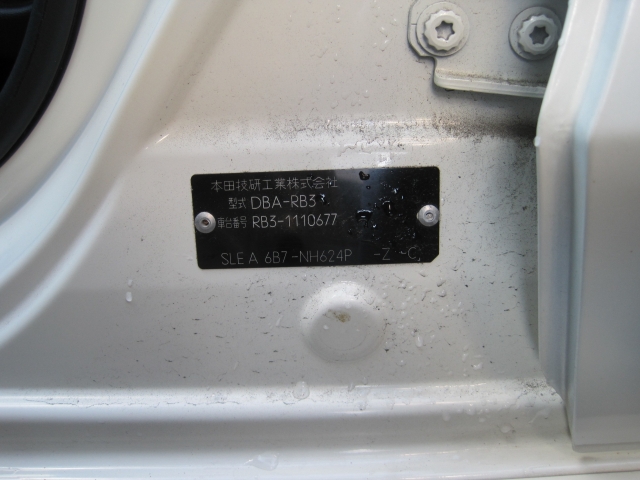 本田技研工業株式会社
型式 DBA-RB3
車台番号 RB3-1110677
SLE A 6B7 -NH624P -Z -C